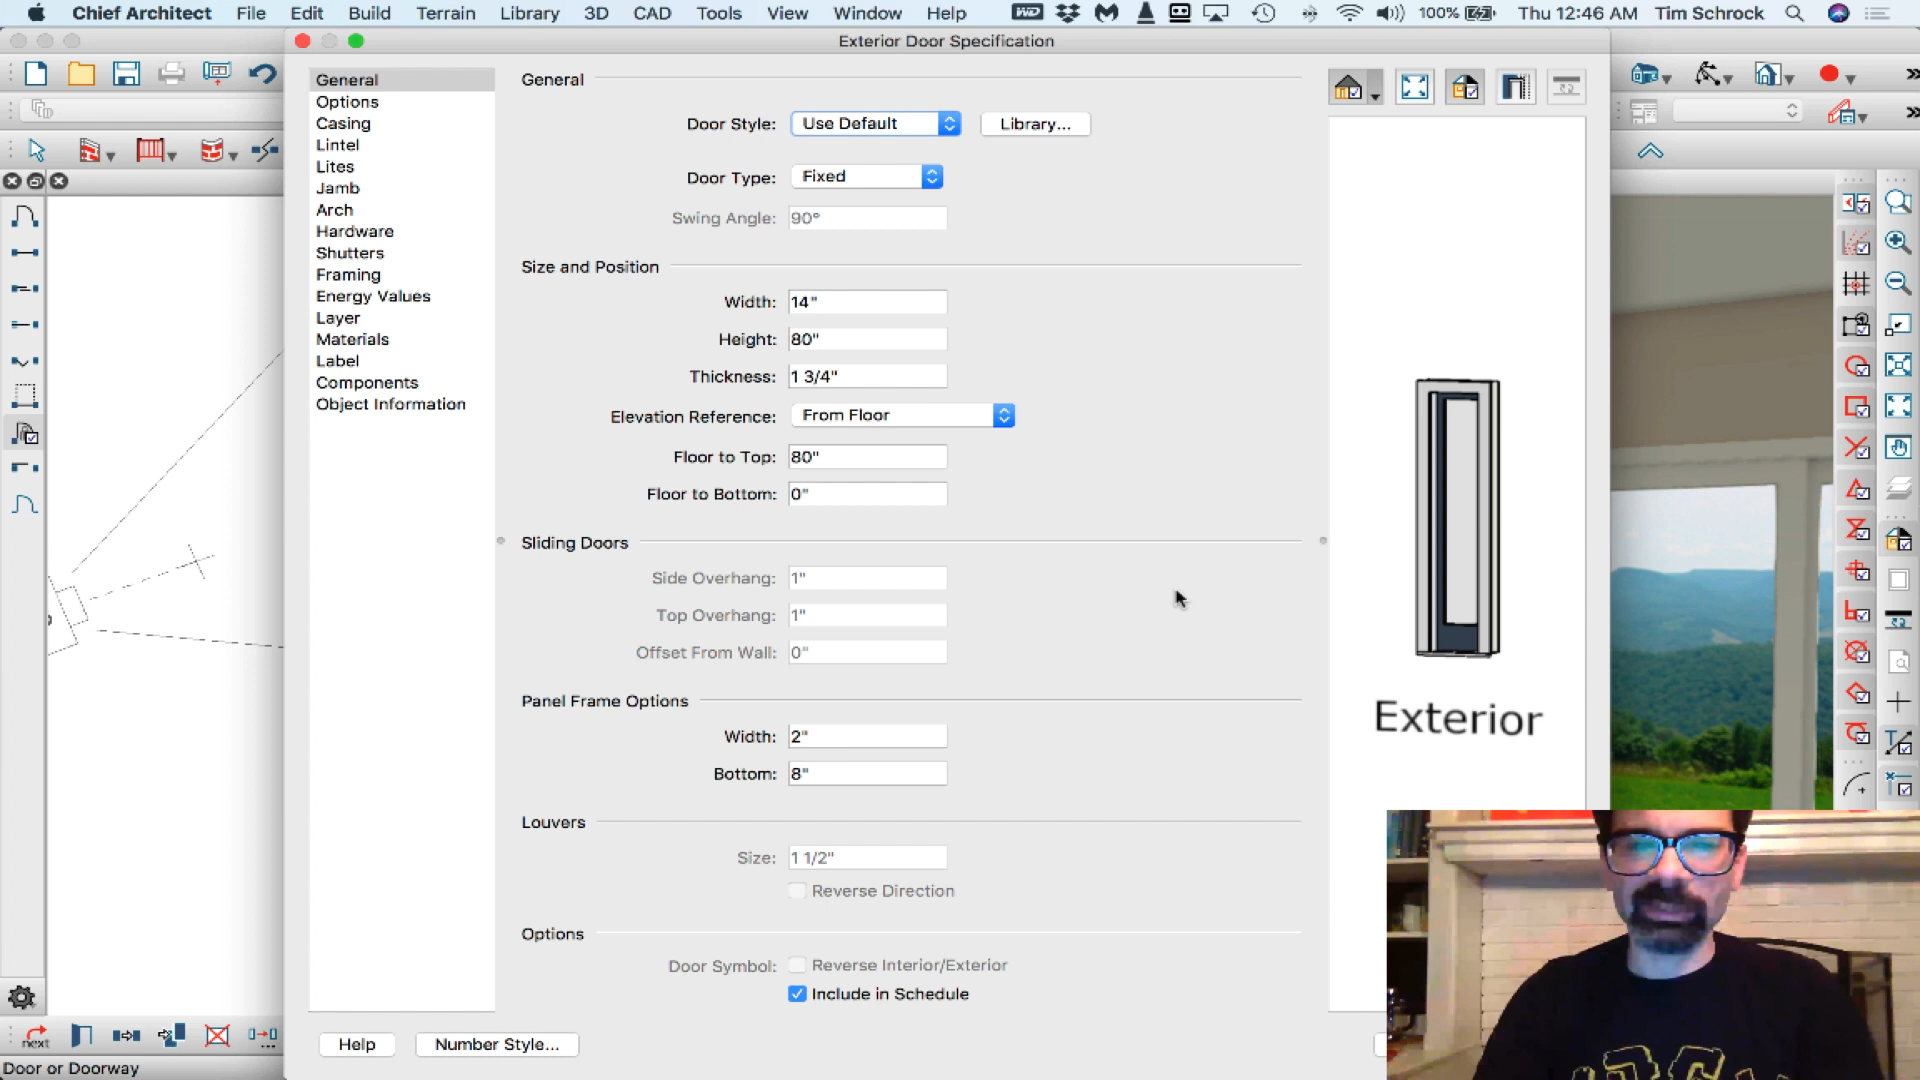 Chief Architect File Edit Build Terrain Library 3D CAD Tools View Window Help WD 100% Thu 12:46 AM Tim Schrock
Exterior Door Specification
General
Options
Casing
Lintel
Lites
Jamb
Arch
Hardware
Shutters
Framing
Energy Values
Layer
Materials
Label
Components
Object Information
General
Door Style: Use Default Library...
Door Type: Fixed
Swing Angle: 90°
Size and Position
Width: 14"
Height: 80"
Thickness: 1 3/4"
Elevation Reference: From Floor
Floor to Top: 80"
Floor to Bottom: 0"
Sliding Doors
Side Overhang: 1"
Top Overhang: 1"
Offset From Wall: 0"
Panel Frame Options
Width: 2"
Bottom: 8"
Louvers
Size: 1 1/2"
Reverse Direction
Options
Door Symbol: Reverse Interior/Exterior
Include in Schedule
Exterior
Help Number Style...
next
Door or Doorway